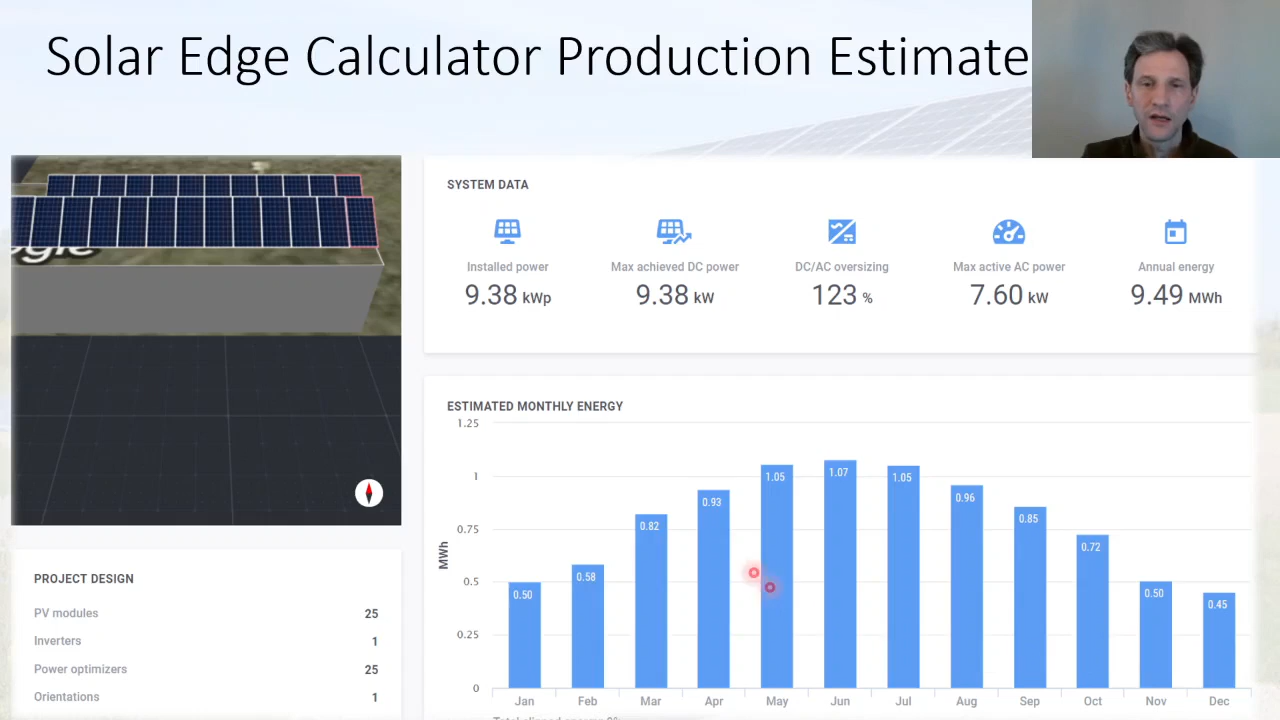 Solar Edge Calculator Production Estimate
SYSTEM DATA
Installed power
9.38 kWp
Max achieved DC power
9.38 kW
DC/AC oversizing
123 %
Max active AC power
7.60 kW
Annual energy
9.49 MWh
PROJECT DESIGN
PV modules 25
Inverters 1
Power optimizers 25
Orientations 1
ESTIMATED MONTHLY ENERGY
1.25
1
0.75
0.5
0.25
0
MWh
0.50
0.58
0.82
0.93
1.05
1.07
1.05
0.96
0.85
0.72
0.50
0.45
Jan Feb Mar Apr May Jun Jul Aug Sep Oct Nov Dec